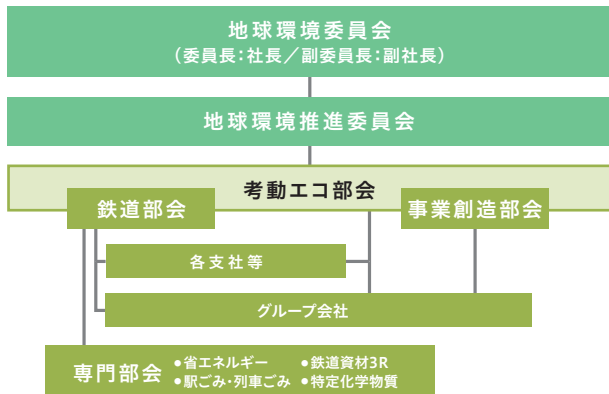 地球環境委員会
（委員長：社長／副委員長：副社長）
地球環境推進委員会
考動エコ部会
鉄道部会
事業創造部会
各支社等
グループ会社
専門部会
●省エネルギー ●鉄道資材3R
●駅ごみ・列車ごみ ●特定化学物質